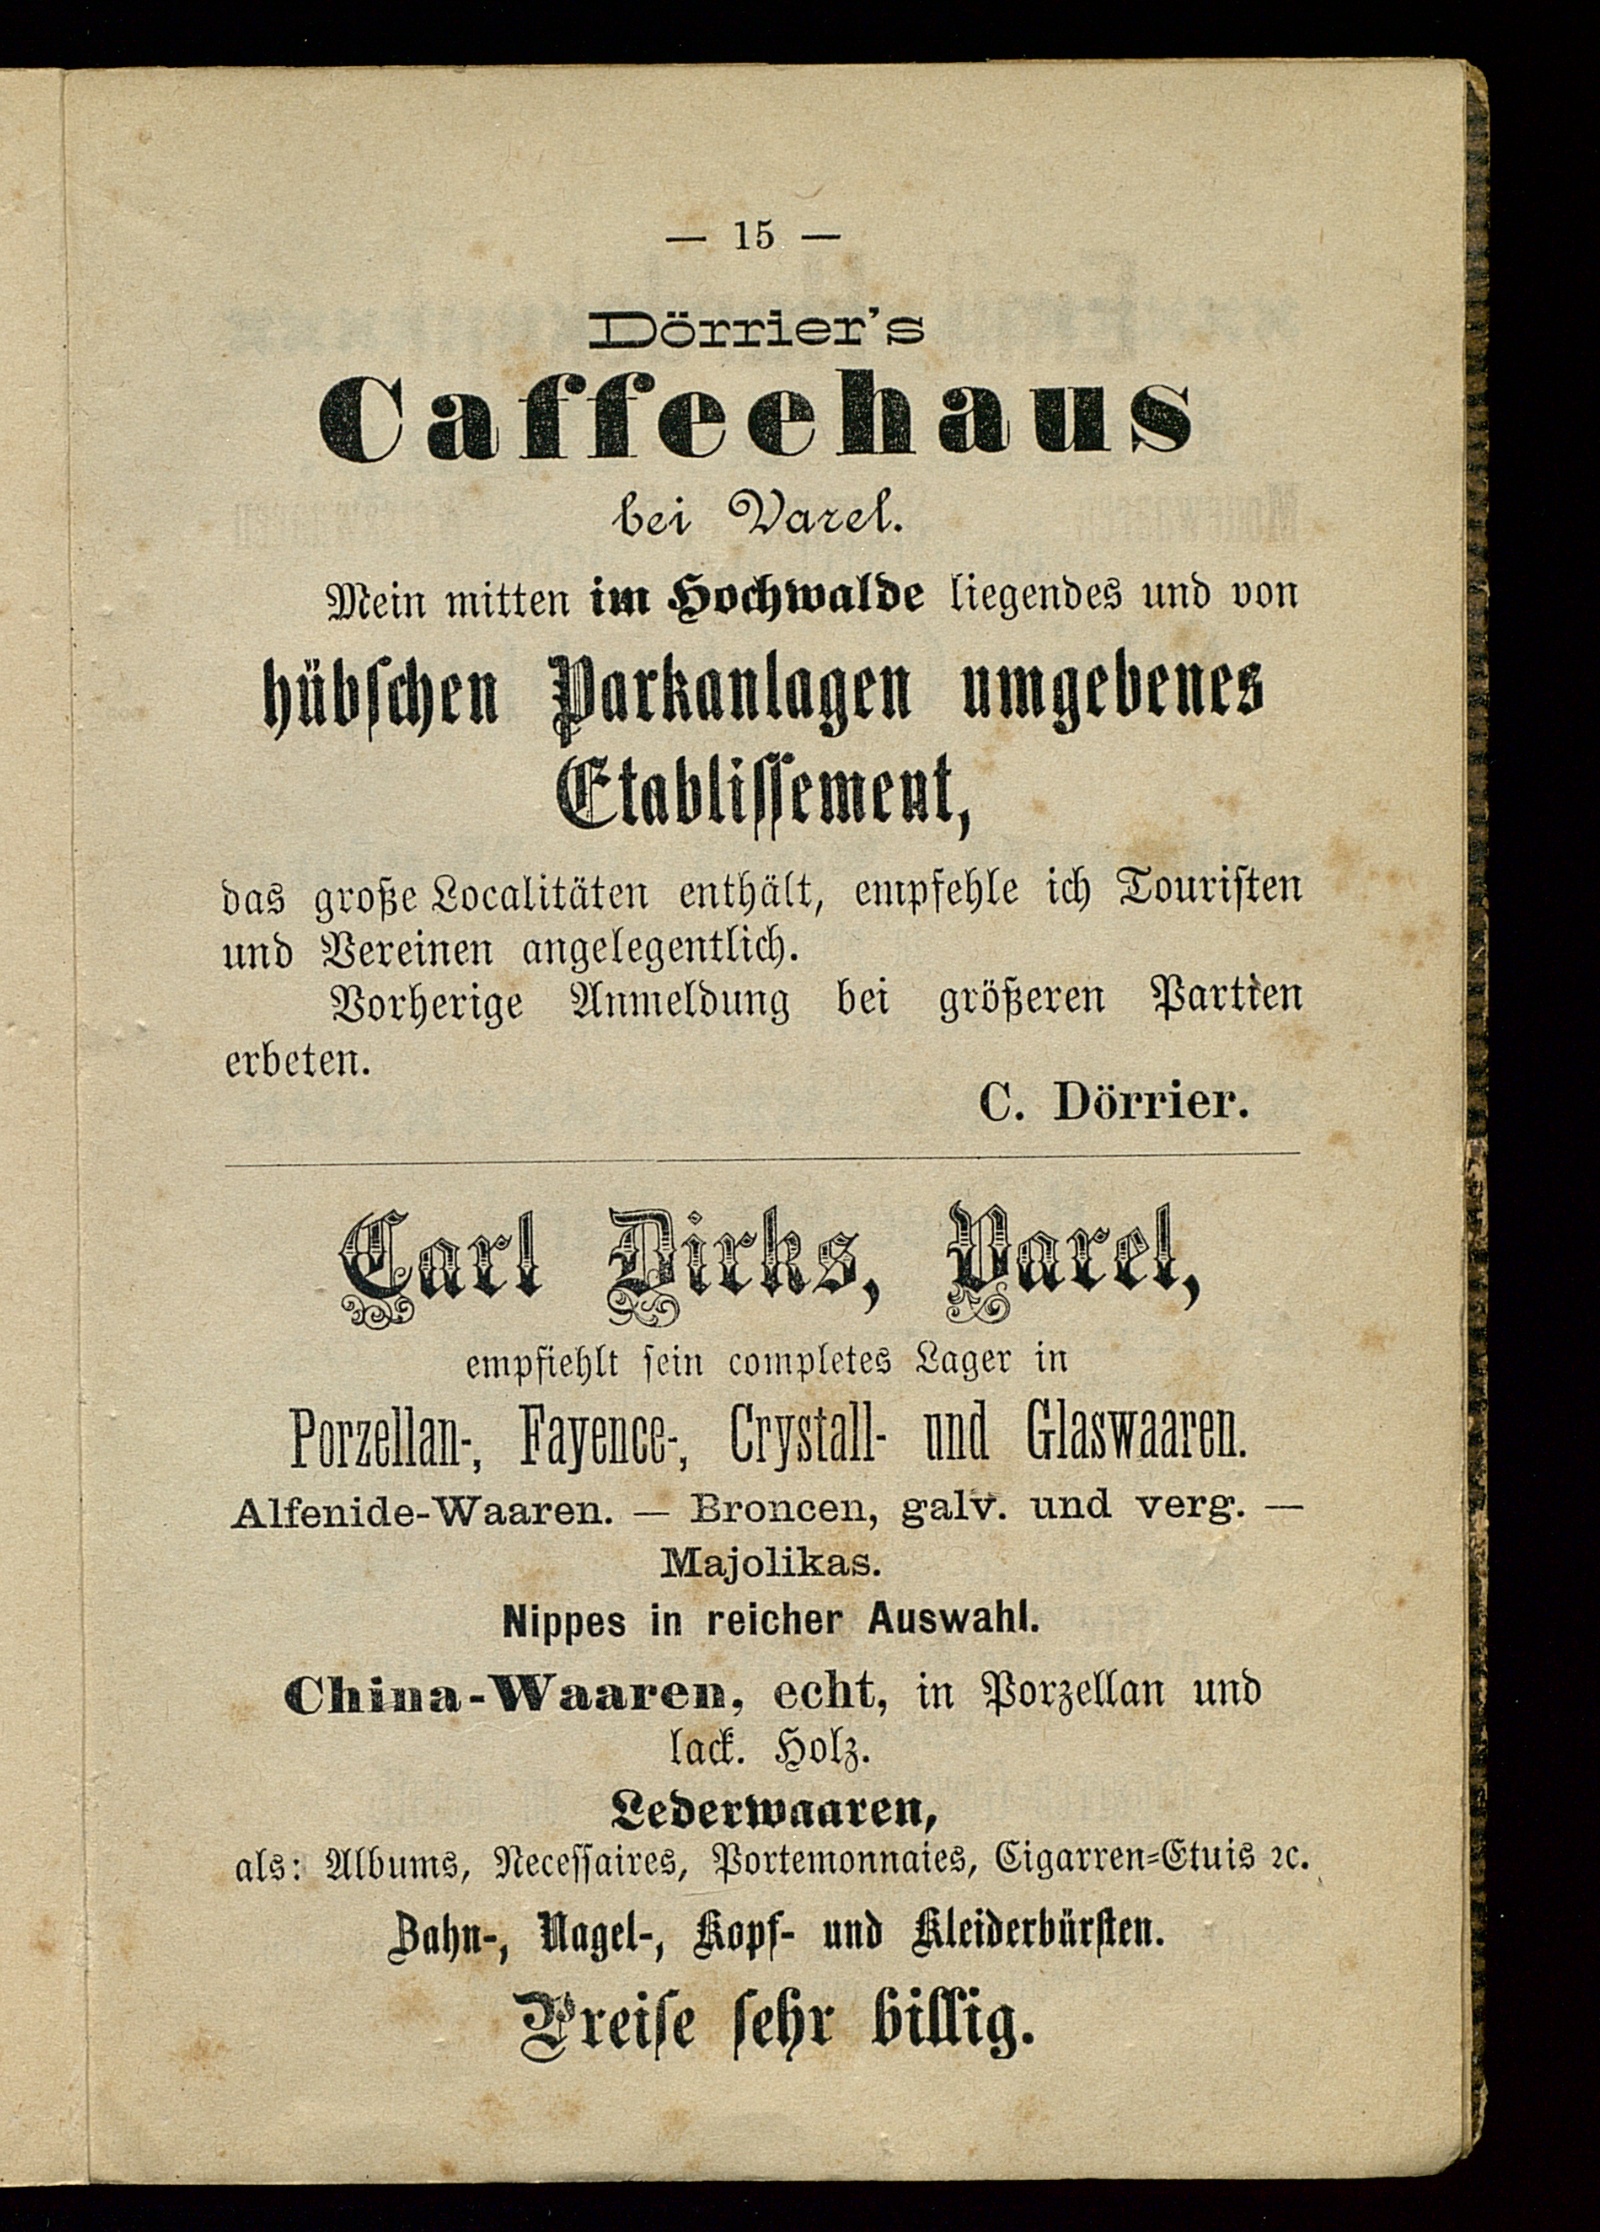 — 15 —
Dörrier's
Caffeehaus
bei Varel.
Mein mitten im Hochwalde liegendes und von
hübschen Parkanlagen umgebenes
Etablissement,
das große Localitäten enthält, empfehle ich Touristen
und Vereinen angelegentlich.
Vorherige Anmeldung bei größeren Partien
erbeten.
C. Dörrier.
Carl Dirks, Varel,
empfiehlt sein completes Lager in
Porzellan-, Fayence-, Crystall- und Glaswaaren.
Alfenide-Waaren. — Broncen, galv. und verg. —
Majolikas.
Nippes in reicher Auswahl.
China-Waaren, echt, in Porzellan und
lack. Holz.
Lederwaaren,
als: Albums, Necessaires, Portemonnaies, Cigarren-Etuis ꝛc.
Zahn-, Nagel-, Kopf- und Kleiderbürsten.
Preise sehr billig.